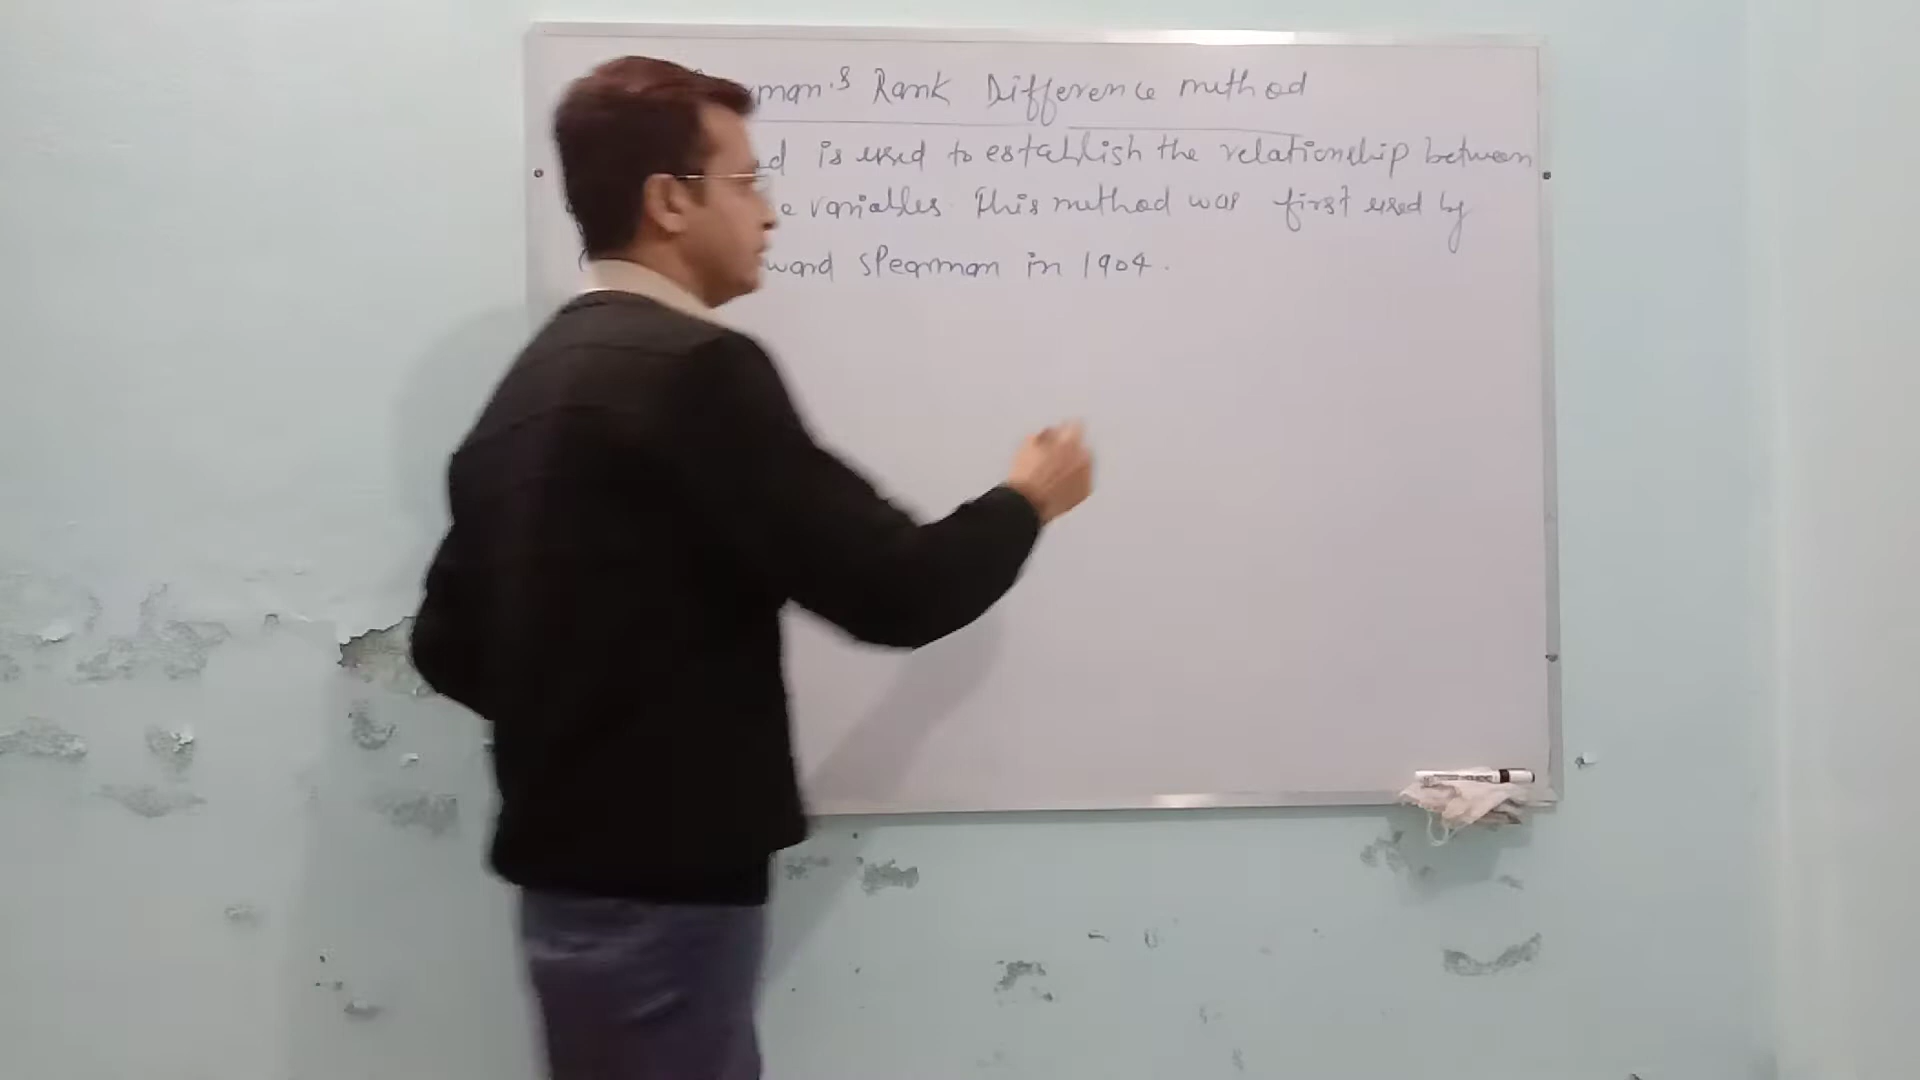 man's Rank Difference method
is used to establish the relationship between
variables. This method was first used by
ward spearman in 1904.